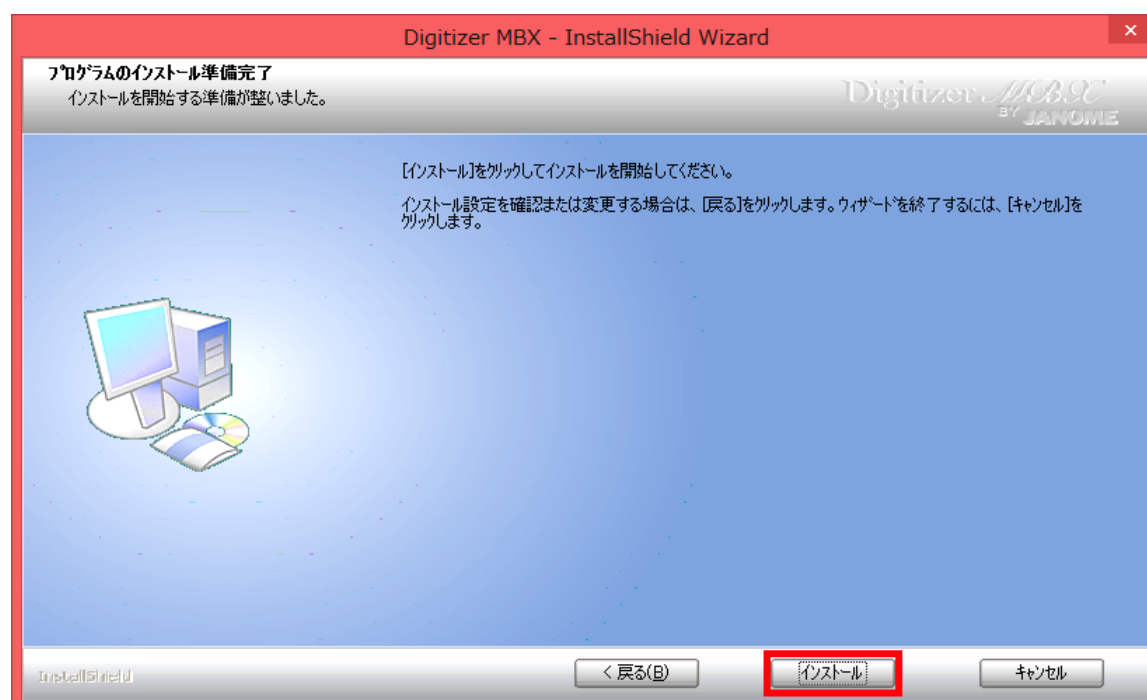 Digitizer MBX - InstallShield Wizard
プログラムのインストール準備完了
インストールを開始する準備が整いました。
Digitizer MBX
BY JANOME
[インストール]をクリックしてインストールを開始してください。
インストール設定を確認または変更する場合は、[戻る]をクリックします。ウィザードを終了するには、[キャンセル]を
クリックします。
InstallShield
< 戻る(B)
インストール
キャンセル